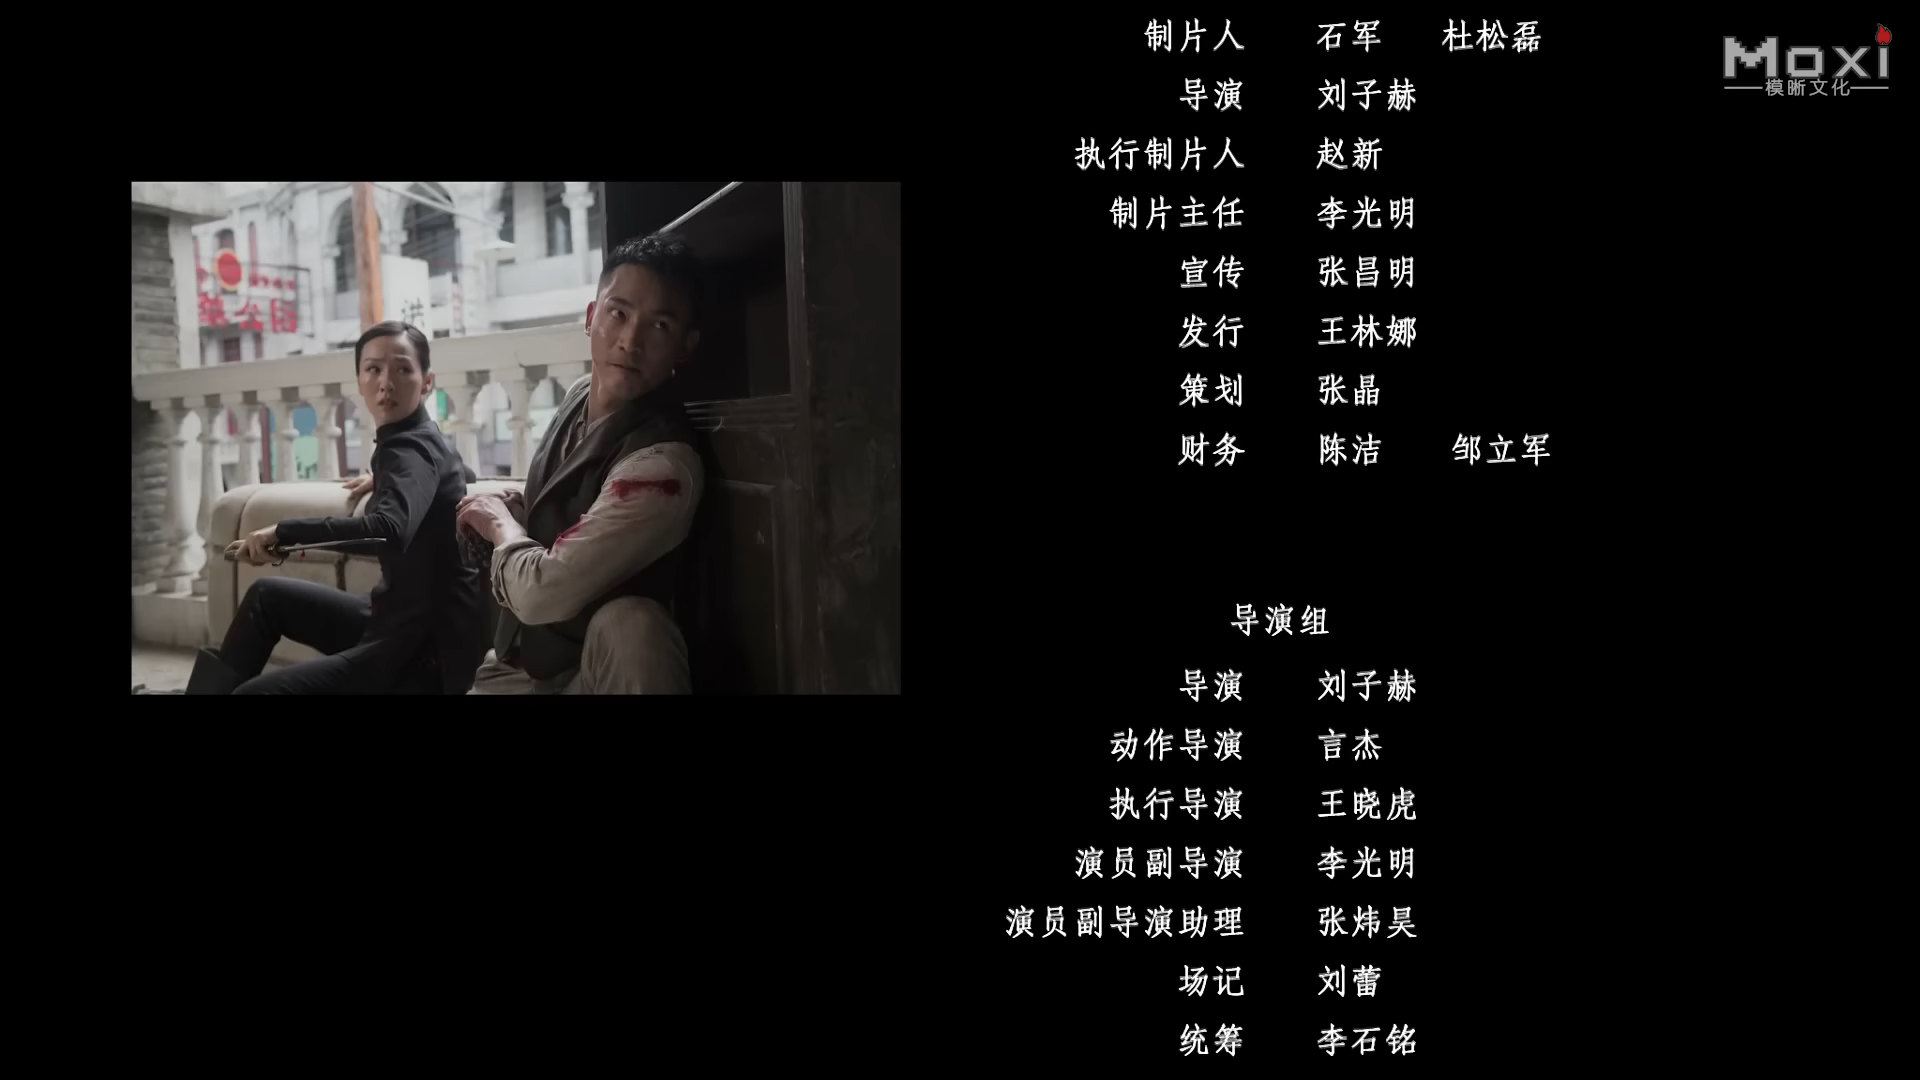 制片人 石军 杜松磊
导演 刘子赫
执行制片人 赵新
制片主任 李光明
宣传 张昌明
发行 王林娜
策划 张晶
财务 陈洁 邹立军
导演组
导演 刘子赫
动作导演 言杰
执行导演 王晓虎
演员副导演 李光明
演员副导演助理 张炜昊
场记 刘蕾
统筹 李石铭
Moxi
模晰文化